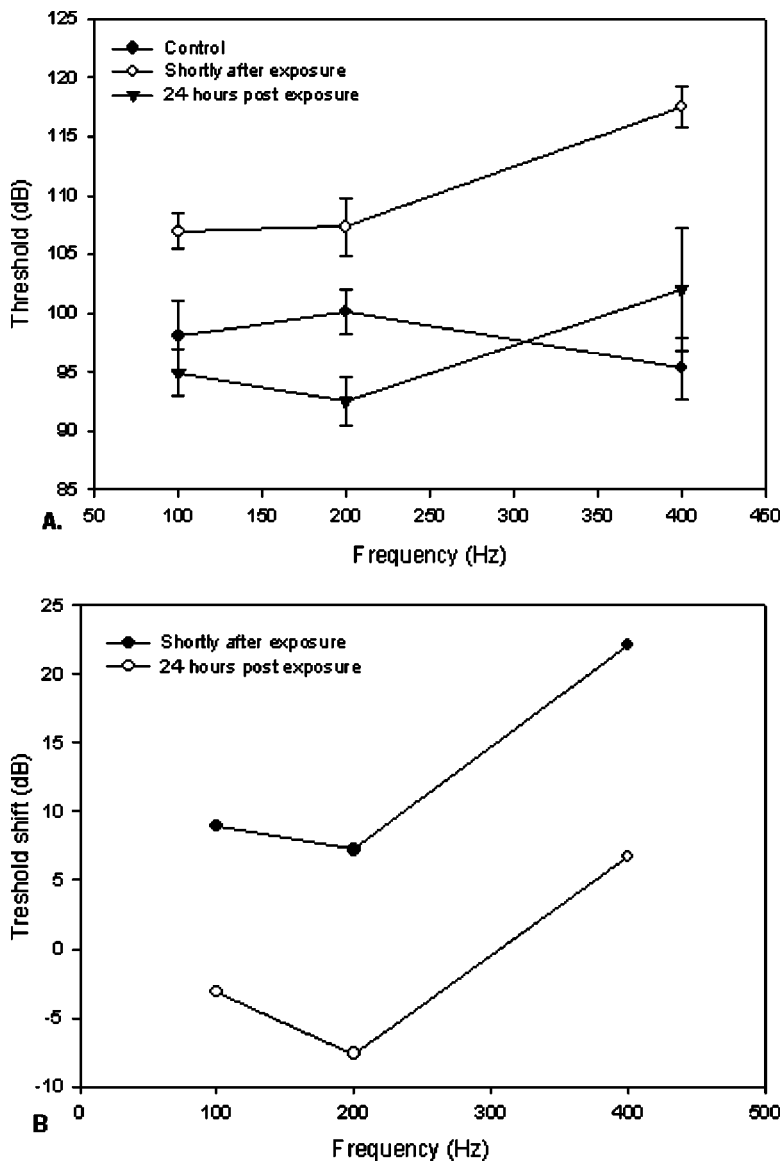 125
120
115
110
105
100
95
90
85
Threshold (dB)
Control
Shortly after exposure
24 hours post exposure
50 100 150 200 250 300 350 400 450
A.
Frequency (Hz)
25
20
15
10
5
0
-5
-10
Treshold shift (dB)
Shortly after exposure
24 hours post exposure
0 100 200 300 400 500
B
Frequency (Hz)